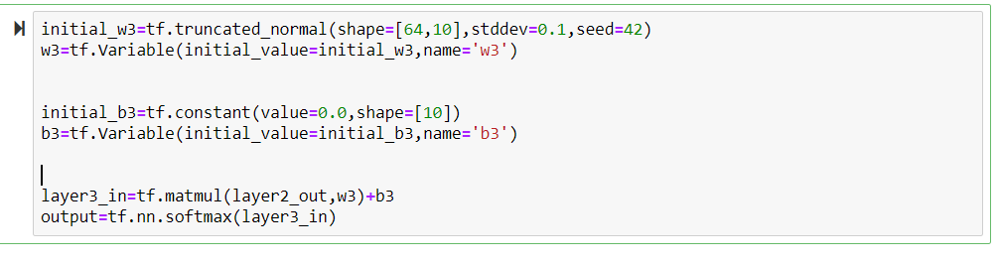 initial_w3=tf.truncated_normal(shape=[64,10],stddev=0.1,seed=42)
w3=tf.Variable(initial_value=initial_w3,name='w3')
initial_b3=tf.constant(value=0.0,shape=[10])
b3=tf.Variable(initial_value=initial_b3,name='b3')
layer3_in=tf.matmul(layer2_out,w3)+b3
output=tf.nn.softmax(layer3_in)